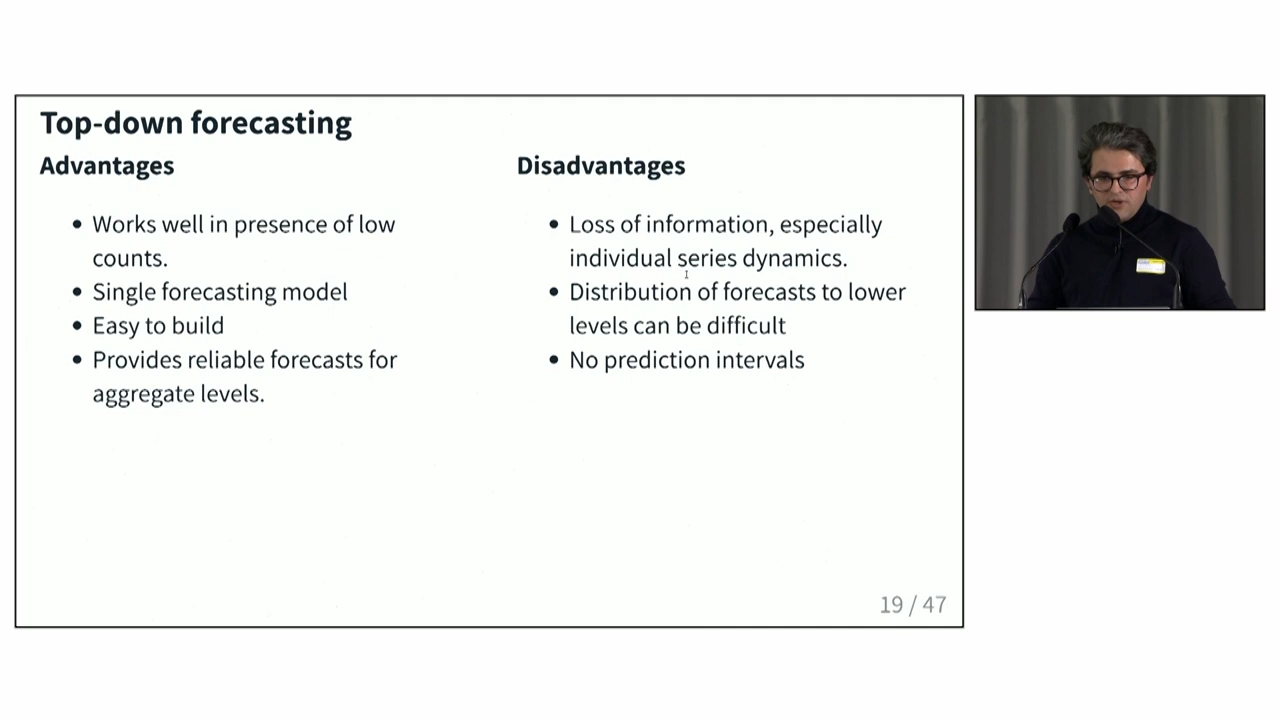 Top-down forecasting
Advantages
Works well in presence of low
counts.
Single forecasting model
Easy to build
Provides reliable forecasts for
aggregate levels.
Disadvantages
Loss of information, especially
individual series dynamics.
Distribution of forecasts to lower
levels can be difficult
No prediction intervals
19 / 47